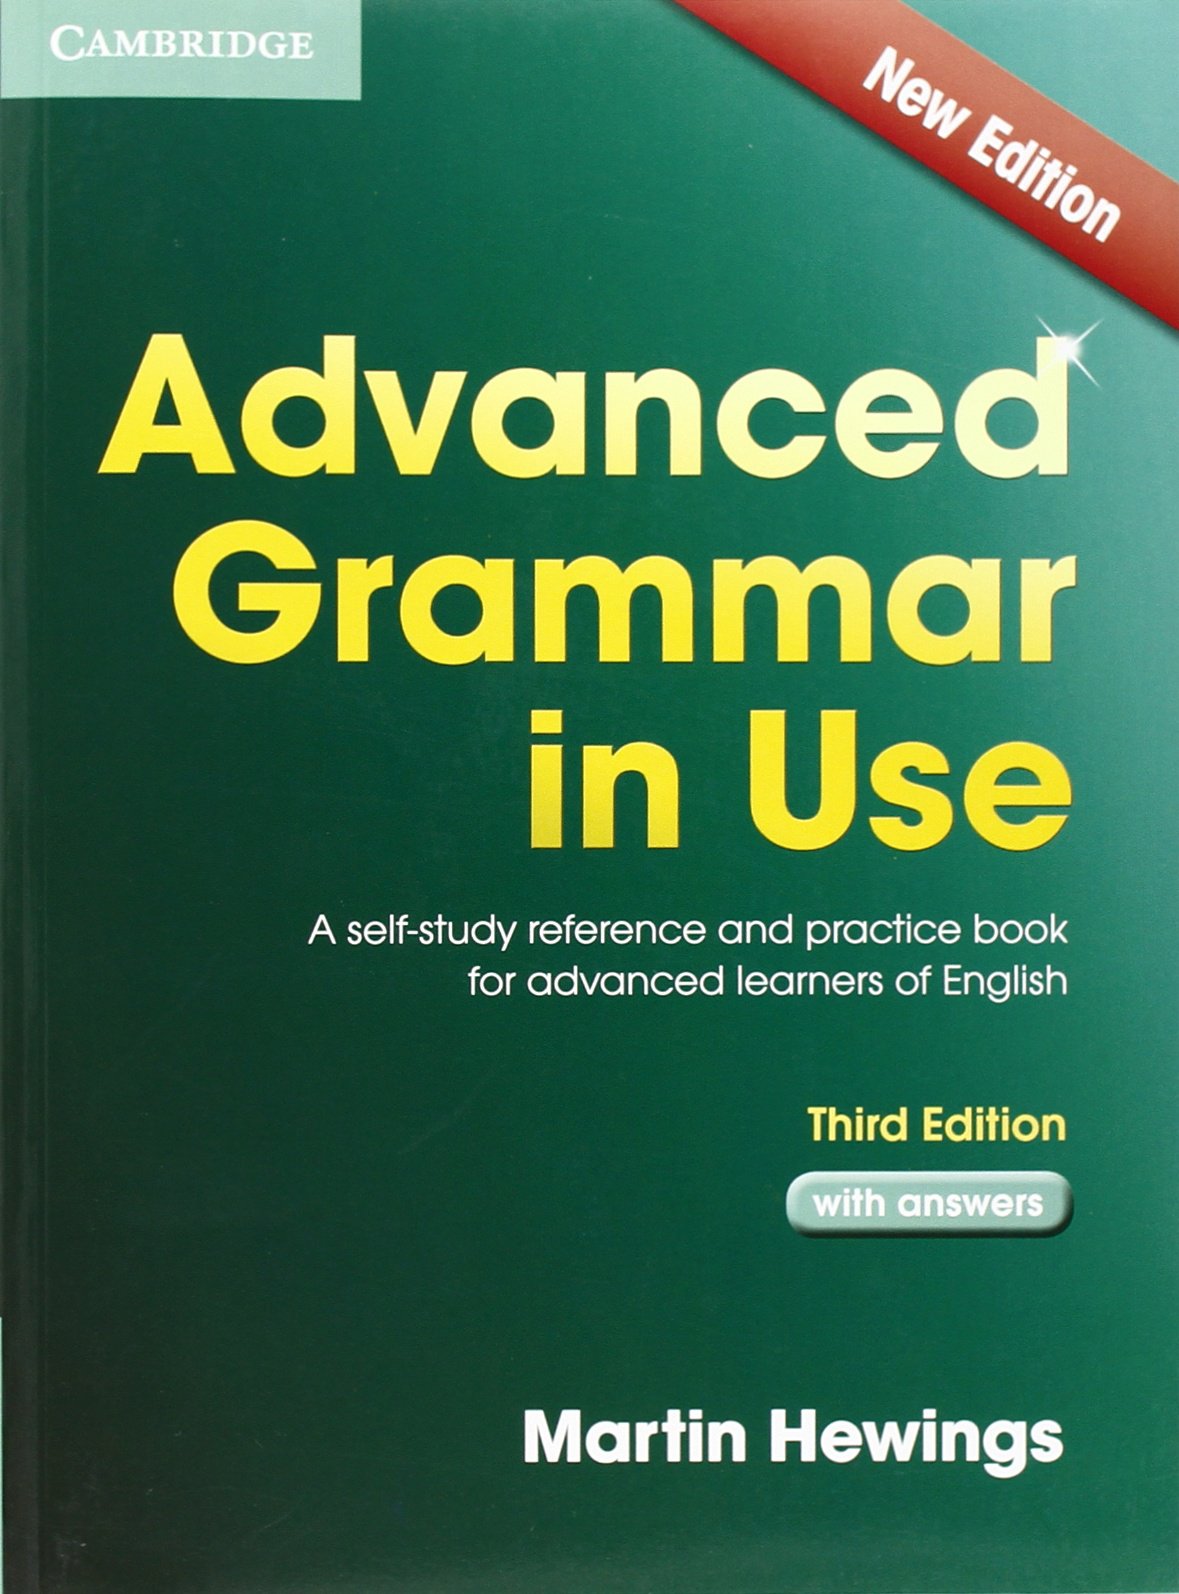 CAMBRIDGE
New Edition
Advanced
Grammar
in Use
A self-study reference and practice book
for advanced learners of English
Third Edition
with answers
Martin Hewings